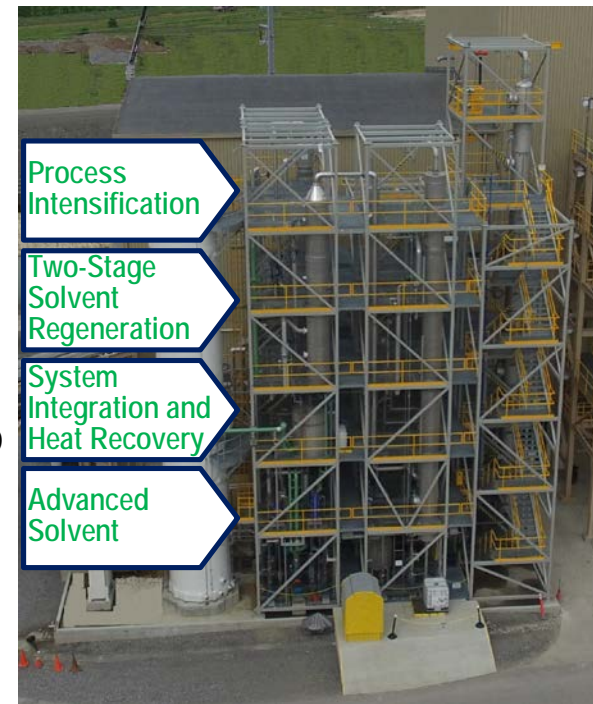 Process
Intensification
Two-Stage
Solvent
Regeneration
System
Integration and
Heat Recovery
Advanced
Solvent